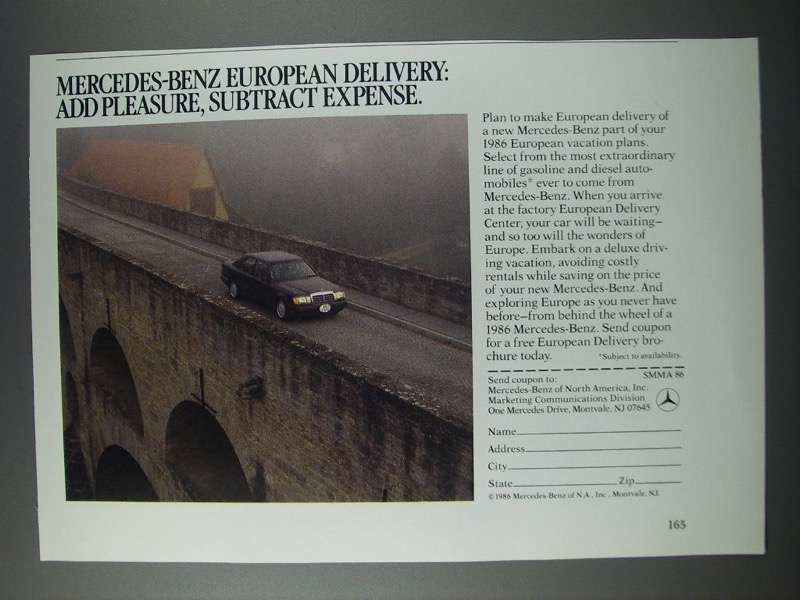 MERCEDES-BENZ EUROPEAN DELIVERY:
ADD PLEASURE, SUBTRACT EXPENSE.
Plan to make European delivery of
a new Mercedes-Benz part of your
1986 European vacation plans.
Select from the most extraordinary
line of gasoline and diesel auto-
mobiles* ever to come from
Mercedes-Benz. When you arrive
at the factory European Delivery
Center, your car will be waiting–
and so too will the wonders of
Europe. Embark on a deluxe driv-
ing vacation, avoiding costly
rentals while saving on the price
of your new Mercedes-Benz. And
exploring Europe as you never have
before–from behind the wheel of a
1986 Mercedes-Benz. Send coupon
for a free European Delivery bro-
chure today. *Subject to availability.
SMMA 86
Send coupon to:
Mercedes-Benz of North America, Inc.
Marketing Communications Division
One Mercedes Drive, Montvale, NJ 07645
Name
Address
City
State Zip
©1986 Mercedes-Benz of N.A., Inc., Montvale, NJ.
165